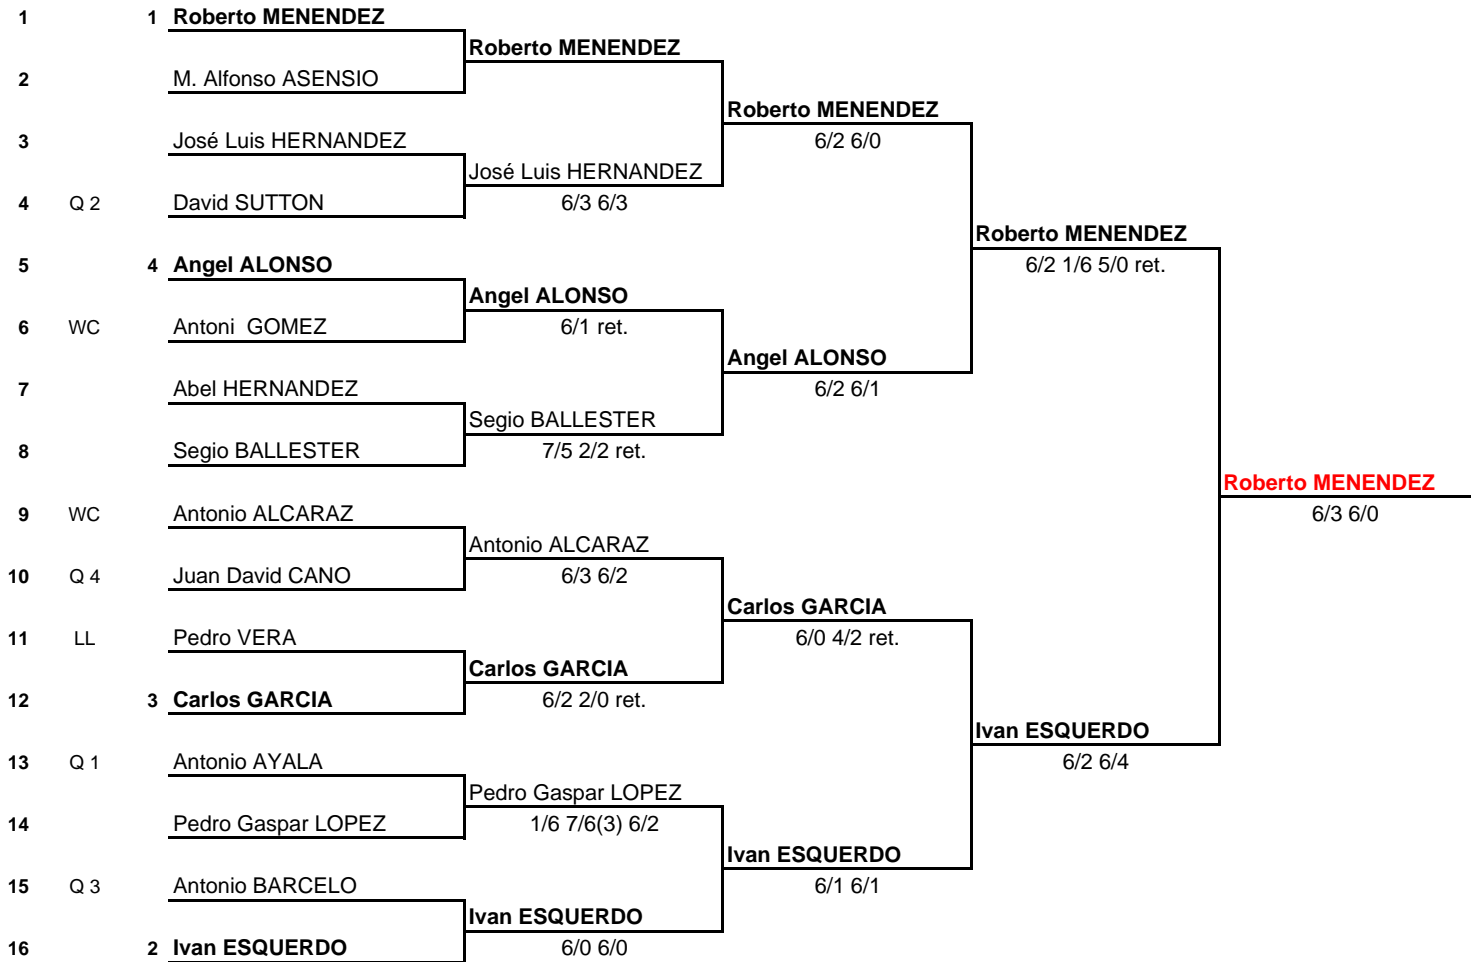 1 1 Roberto MENENDEZ
Roberto MENENDEZ
2 M. Alfonso ASENSIO
Roberto MENENDEZ
3 José Luis HERNANDEZ 6/2 6/0
José Luis HERNANDEZ
4 Q 2 David SUTTON 6/3 6/3
Roberto MENENDEZ
5 4 Angel ALONSO 6/2 1/6 5/0 ret.
Angel ALONSO
6 WC Antoni GOMEZ 6/1 ret.
Angel ALONSO
7 Abel HERNANDEZ 6/2 6/1
Segio BALLESTER
8 Segio BALLESTER 7/5 2/2 ret.
Roberto MENENDEZ
9 WC Antonio ALCARAZ 6/3 6/0
Antonio ALCARAZ
10 Q 4 Juan David CANO 6/3 6/2
Carlos GARCIA
11 LL Pedro VERA 6/0 4/2 ret.
Carlos GARCIA
12 3 Carlos GARCIA 6/2 2/0 ret.
Ivan ESQUERDO
13 Q 1 Antonio AYALA 6/2 6/4
Pedro Gaspar LOPEZ
14 Pedro Gaspar LOPEZ 1/6 7/6(3) 6/2
Ivan ESQUERDO
15 Q 3 Antonio BARCELO 6/1 6/1
Ivan ESQUERDO
16 2 Ivan ESQUERDO 6/0 6/0